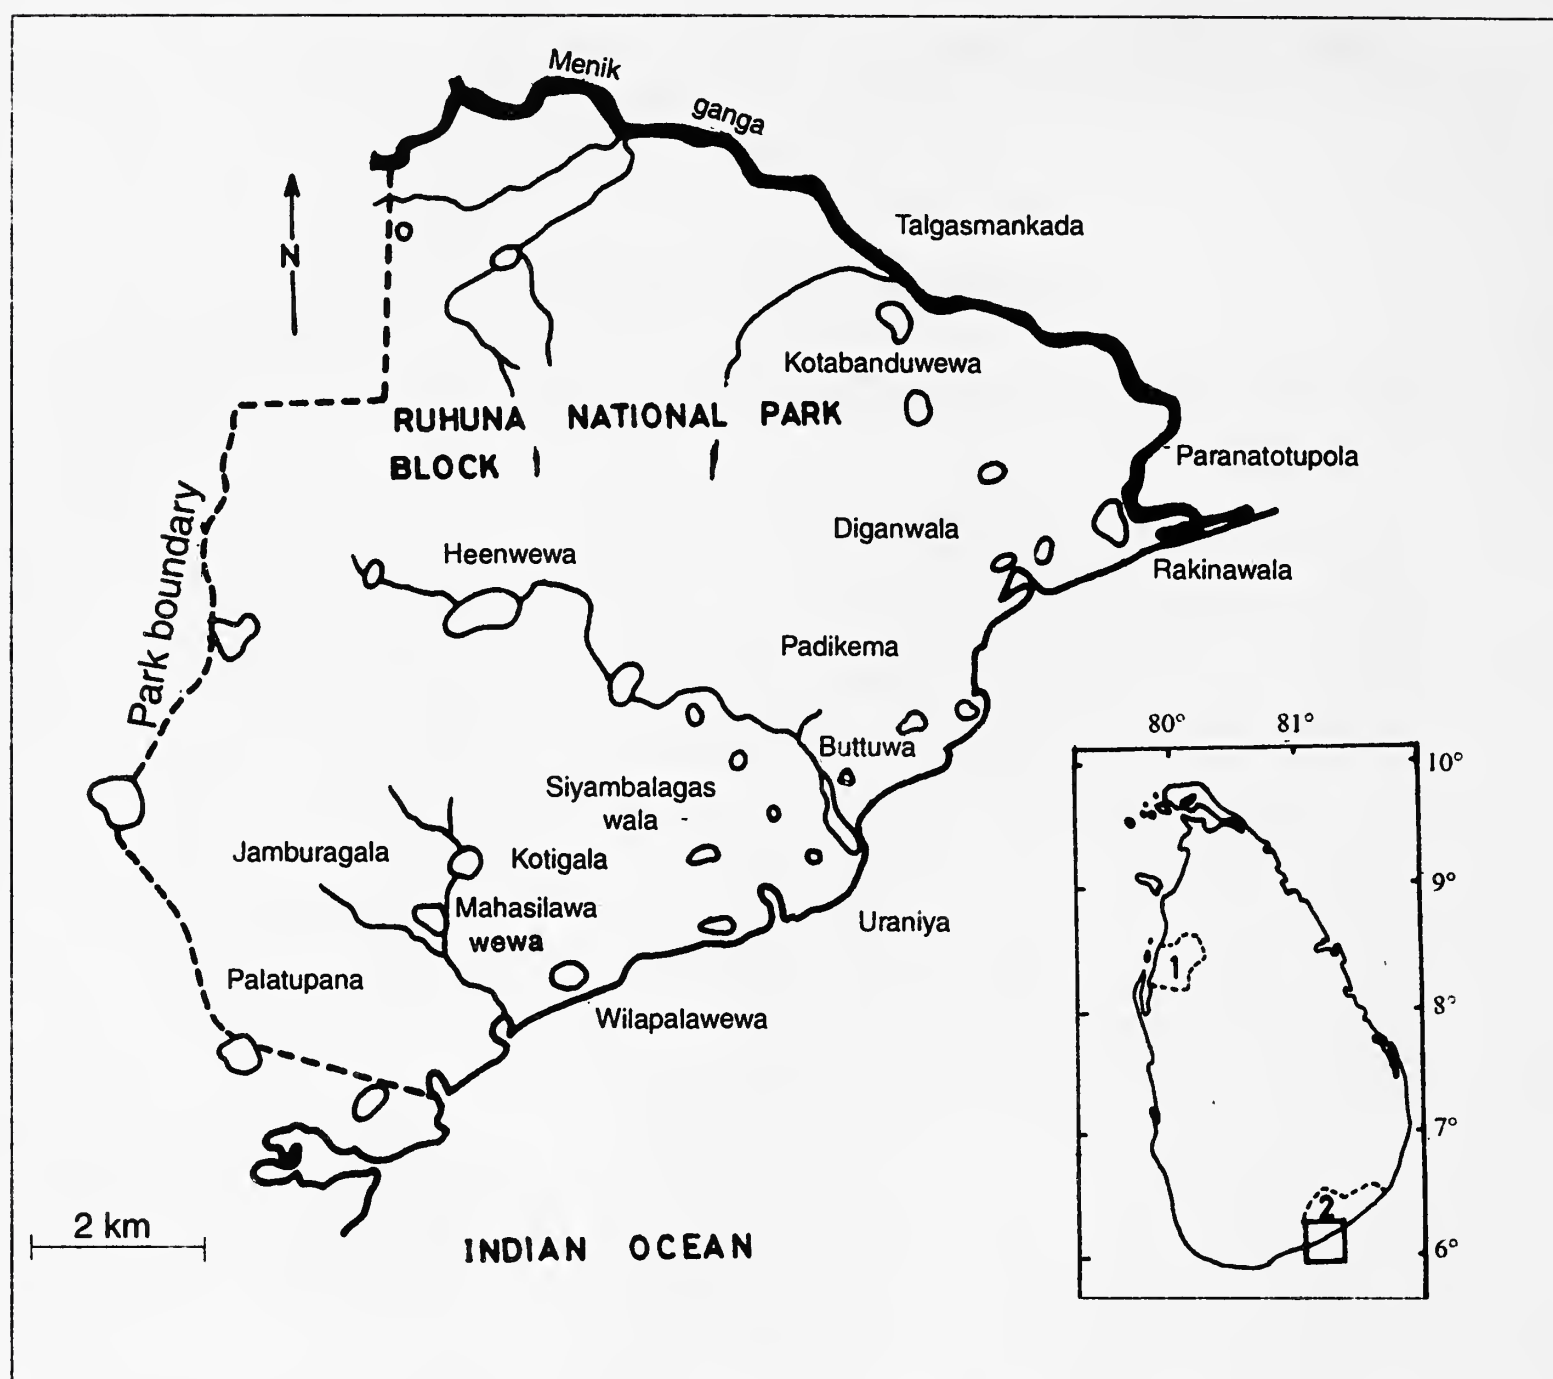 Menik
ganga
Talgasmankada
N
Kotabanduwewa
RUHUNA NATIONAL PARK
BLOCK I
Paranatotupola
Park boundary
Diganwala
Heenwewa
Rakinawala
Padikema
Buttuwa
Siyambalagas
wala
Jamburagala
Kotigala
Mahasilawa
wewa
Uraniya
Palatupana
Wilapalawewa
2 km
INDIAN OCEAN
80° 81°
10°
9°
1
8°
7°
2
6°